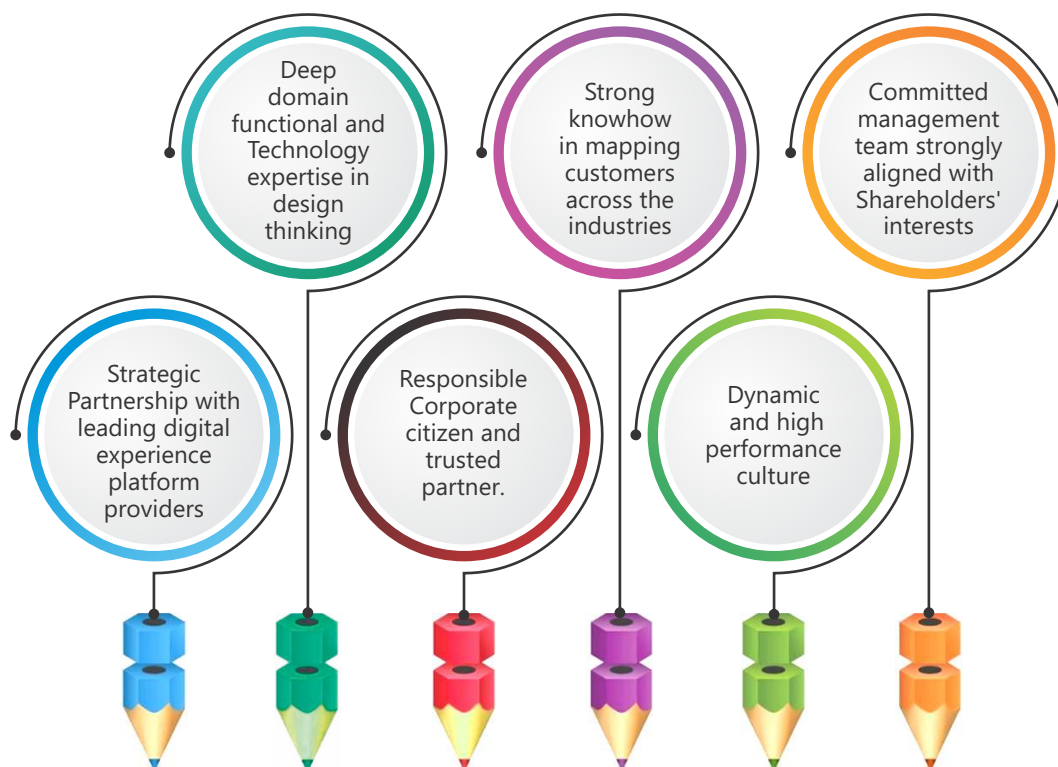 Deep
domain
functional and
Technology
expertise in
design
thinking
Strong
knowhow
in mapping
customers
across the
industries
Committed
management
team strongly
aligned with
Shareholders'
interests
Strategic
Partnership with
leading digital
experience
platform
providers
Responsible
Corporate
citizen and
trusted
partner.
Dynamic
and high
performance
culture